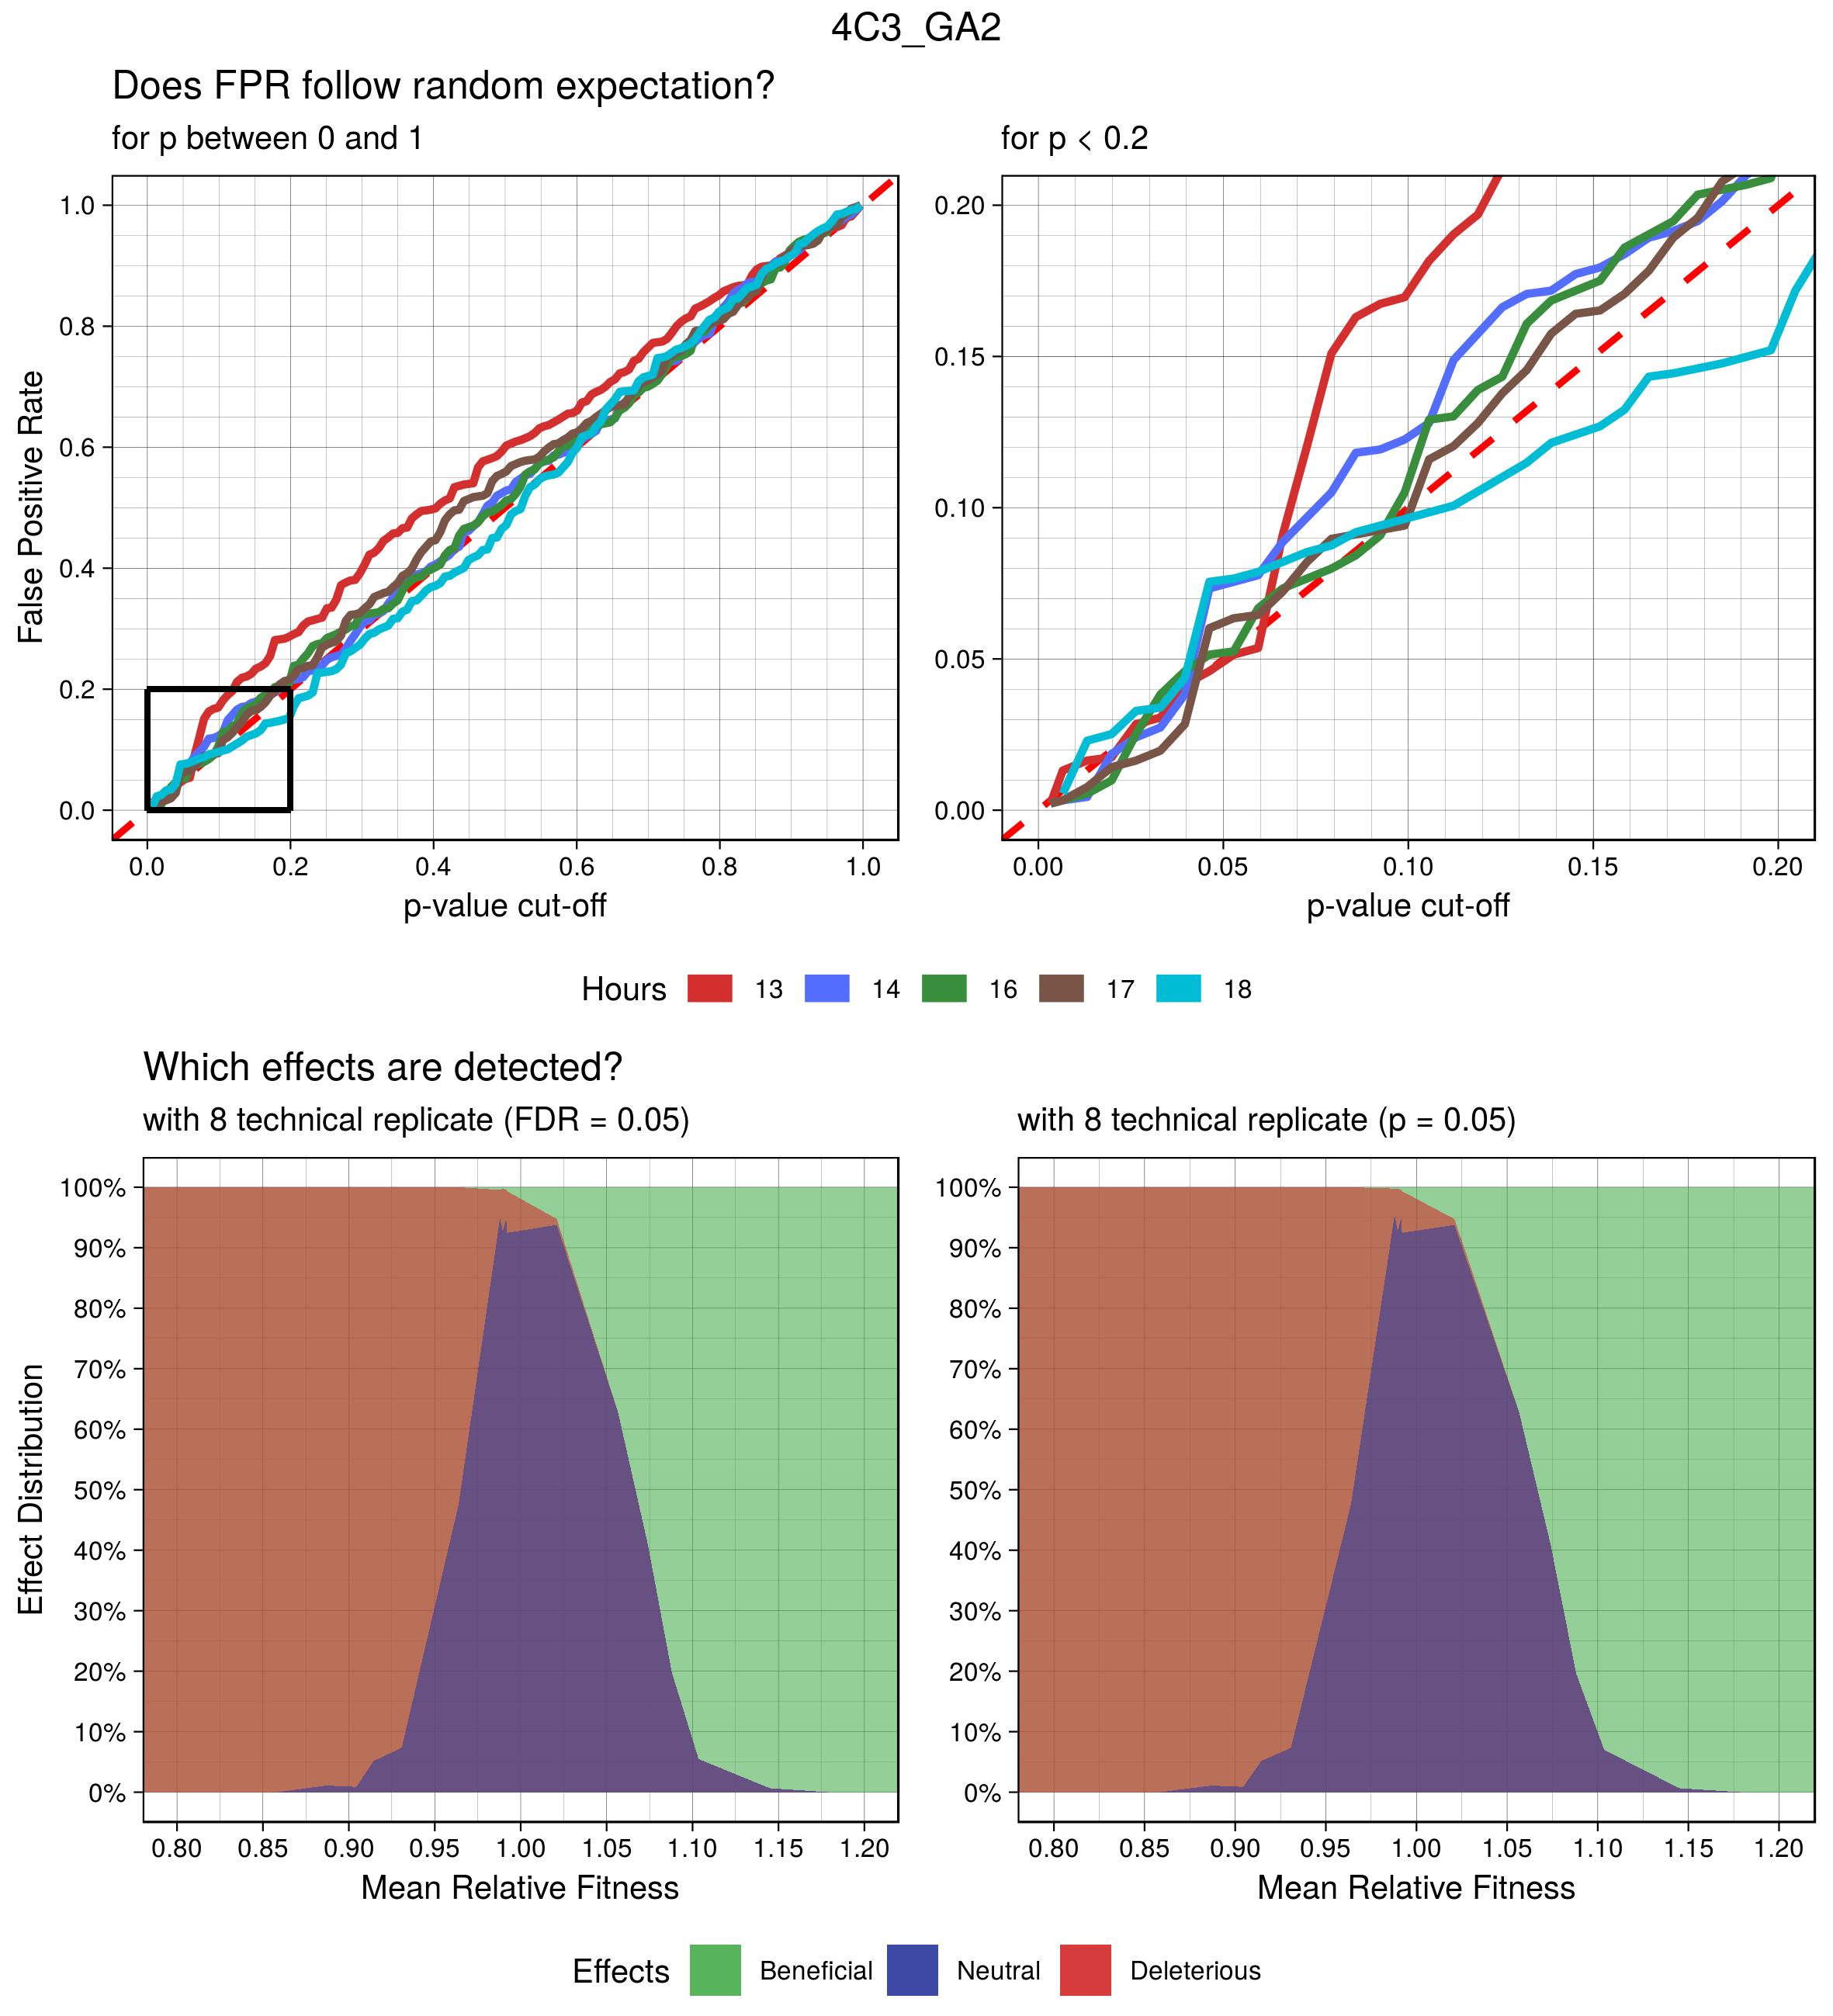 4C3_GA2
Does FPR follow random expectation?
for p between 0 and 1
for p < 0.2
False Positive Rate
1.0
0.8
0.6
0.4
0.2
0.0
0.0 0.2 0.4 0.6 0.8 1.0
p-value cut-off
0.20
0.15
0.10
0.05
0.00
0.00 0.05 0.10 0.15 0.20
p-value cut-off
Hours 13 14 16 17 18
Which effects are detected?
with 8 technical replicate (FDR = 0.05)
with 8 technical replicate (p = 0.05)
Effect Distribution
100%
90%
80%
70%
60%
50%
40%
30%
20%
10%
0%
0.80 0.85 0.90 0.95 1.00 1.05 1.10 1.15 1.20
Mean Relative Fitness
100%
90%
80%
70%
60%
50%
40%
30%
20%
10%
0%
0.80 0.85 0.90 0.95 1.00 1.05 1.10 1.15 1.20
Mean Relative Fitness
Effects Beneficial Neutral Deleterious